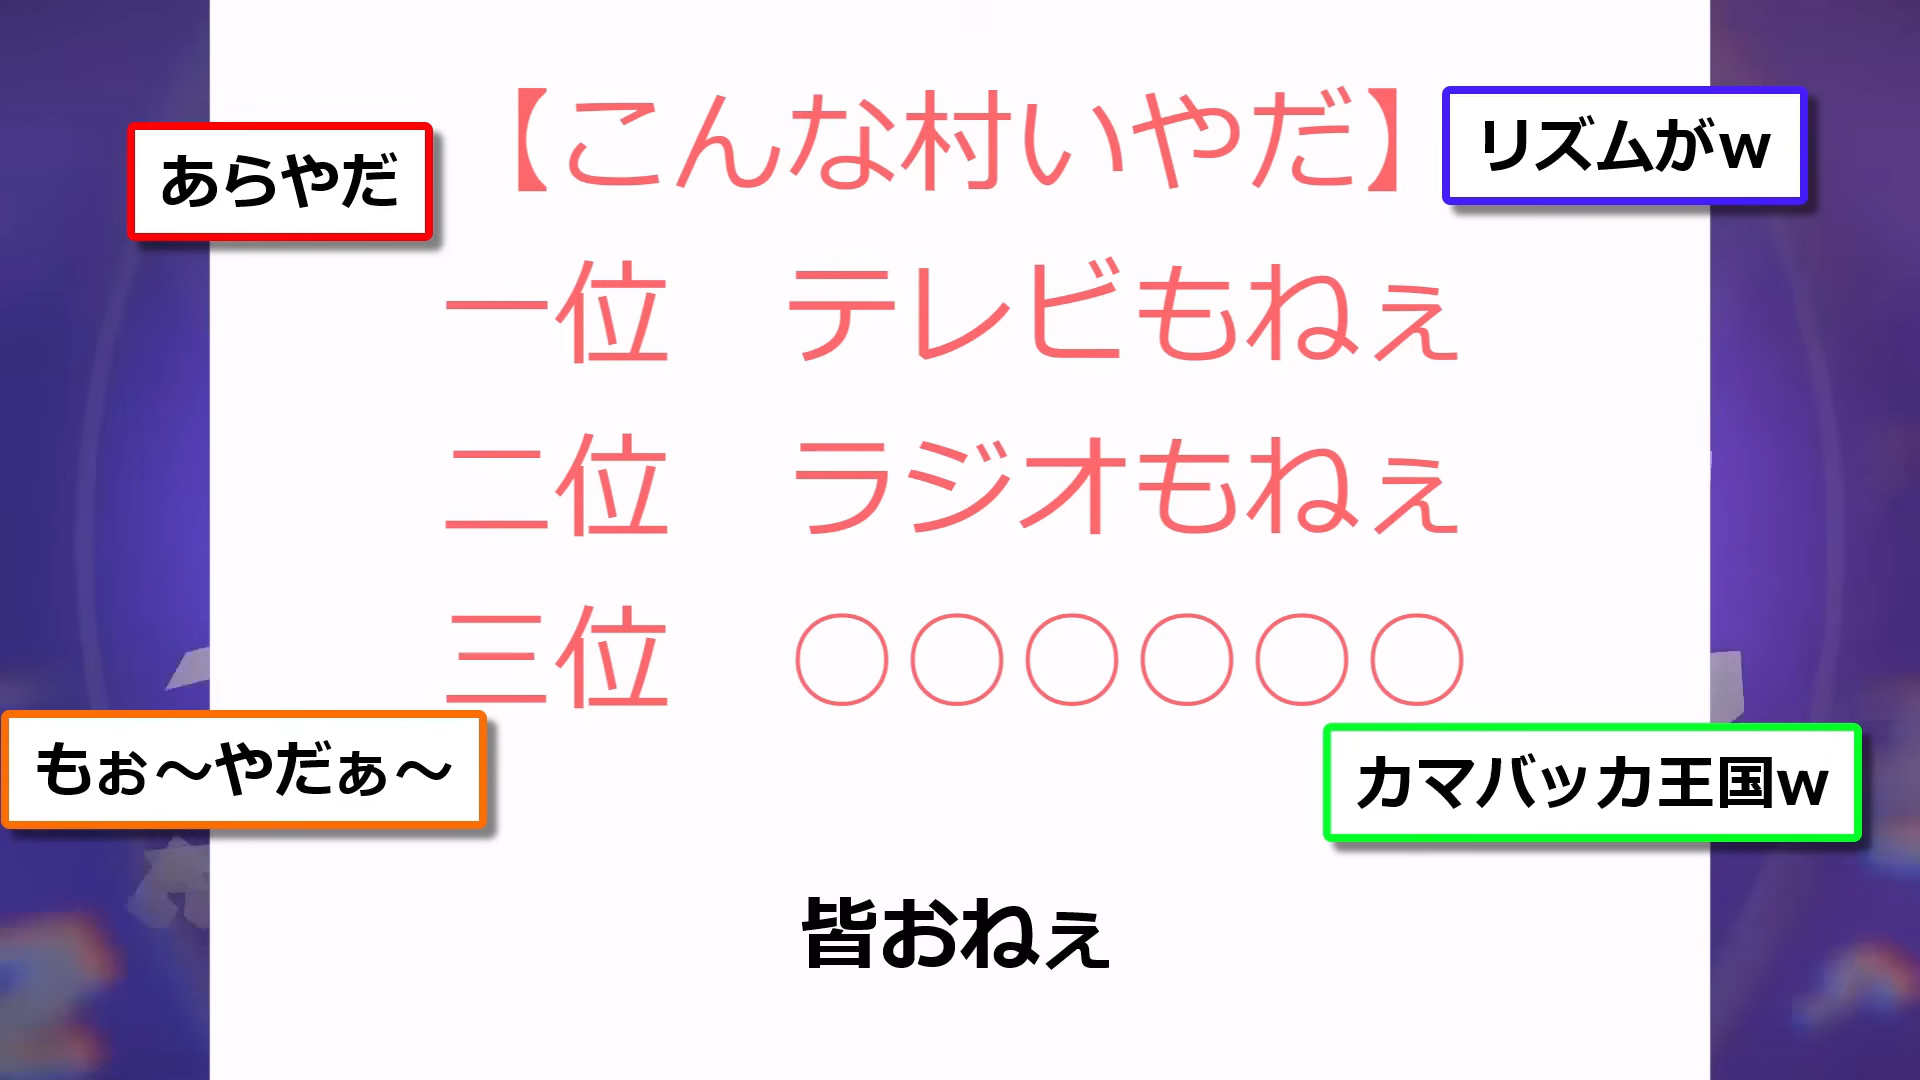 【こんな村いやだ】
リズムがw
あらやだ
一位　テレビもねぇ
二位　ラジオもねぇ
三位　○○○○○○
もぉ～やだぁ～
カマバッカ王国w
皆おねぇ